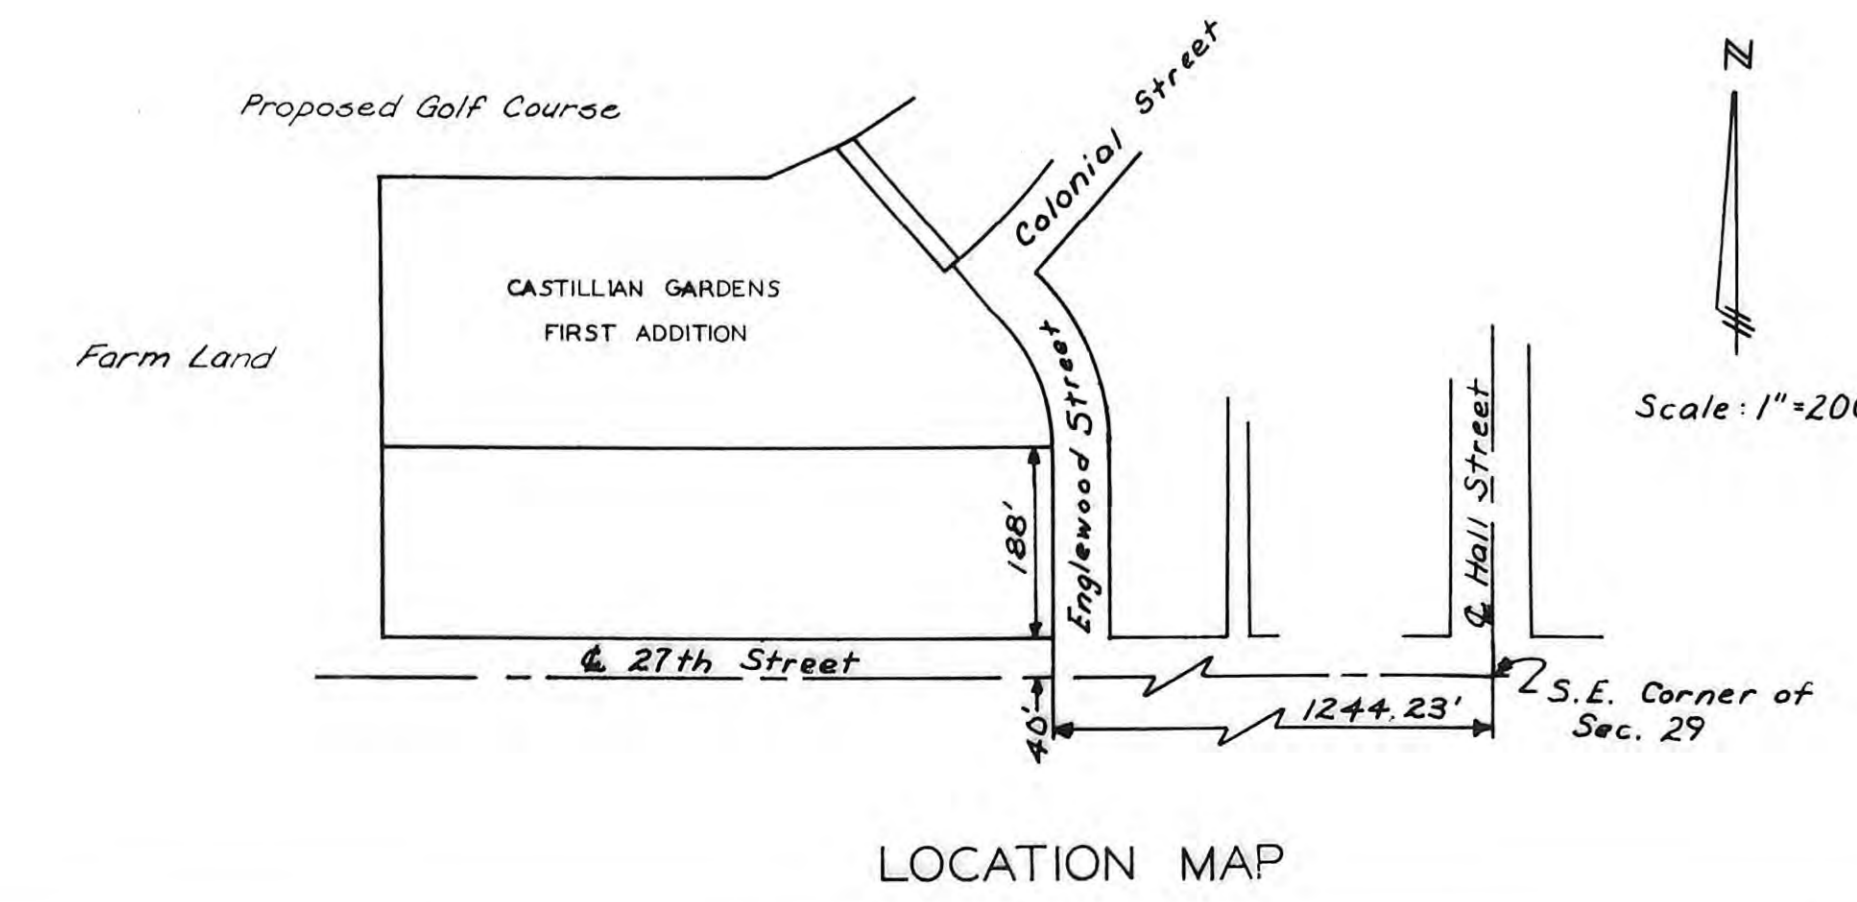 Colonial Street
N
Proposed Golf Course
CASTILLIAN GARDENS
FIRST ADDITION
Farm Land
Englewood Street
℄ Hall Street
Scale: 1"=200
188'
℄ 27th Street
40'
1244.23'
S.E. Corner of
Sec. 29
LOCATION MAP